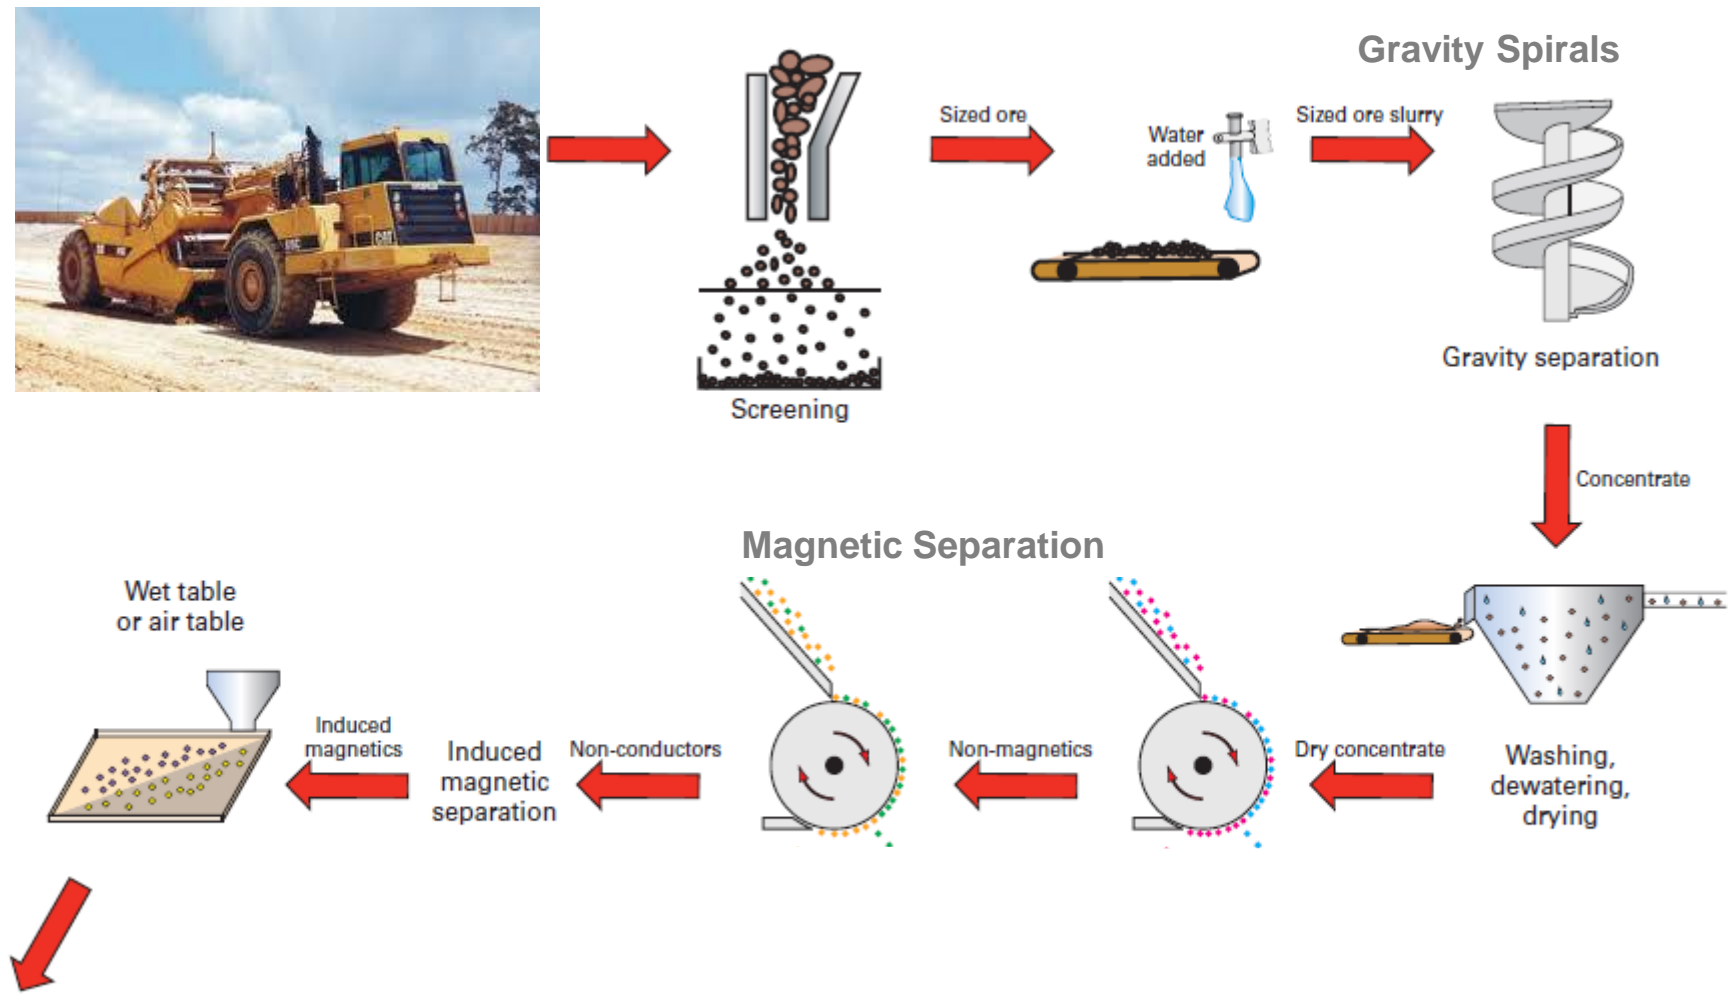 Gravity Spirals
Sized ore
Water
added
Sized ore slurry
Gravity separation
Screening
Concentrate
Magnetic Separation
Wet table
or air table
Induced
magnetics
Induced
magnetic
separation
Non-conductors
Non-magnetics
Dry concentrate
Washing,
dewatering,
drying